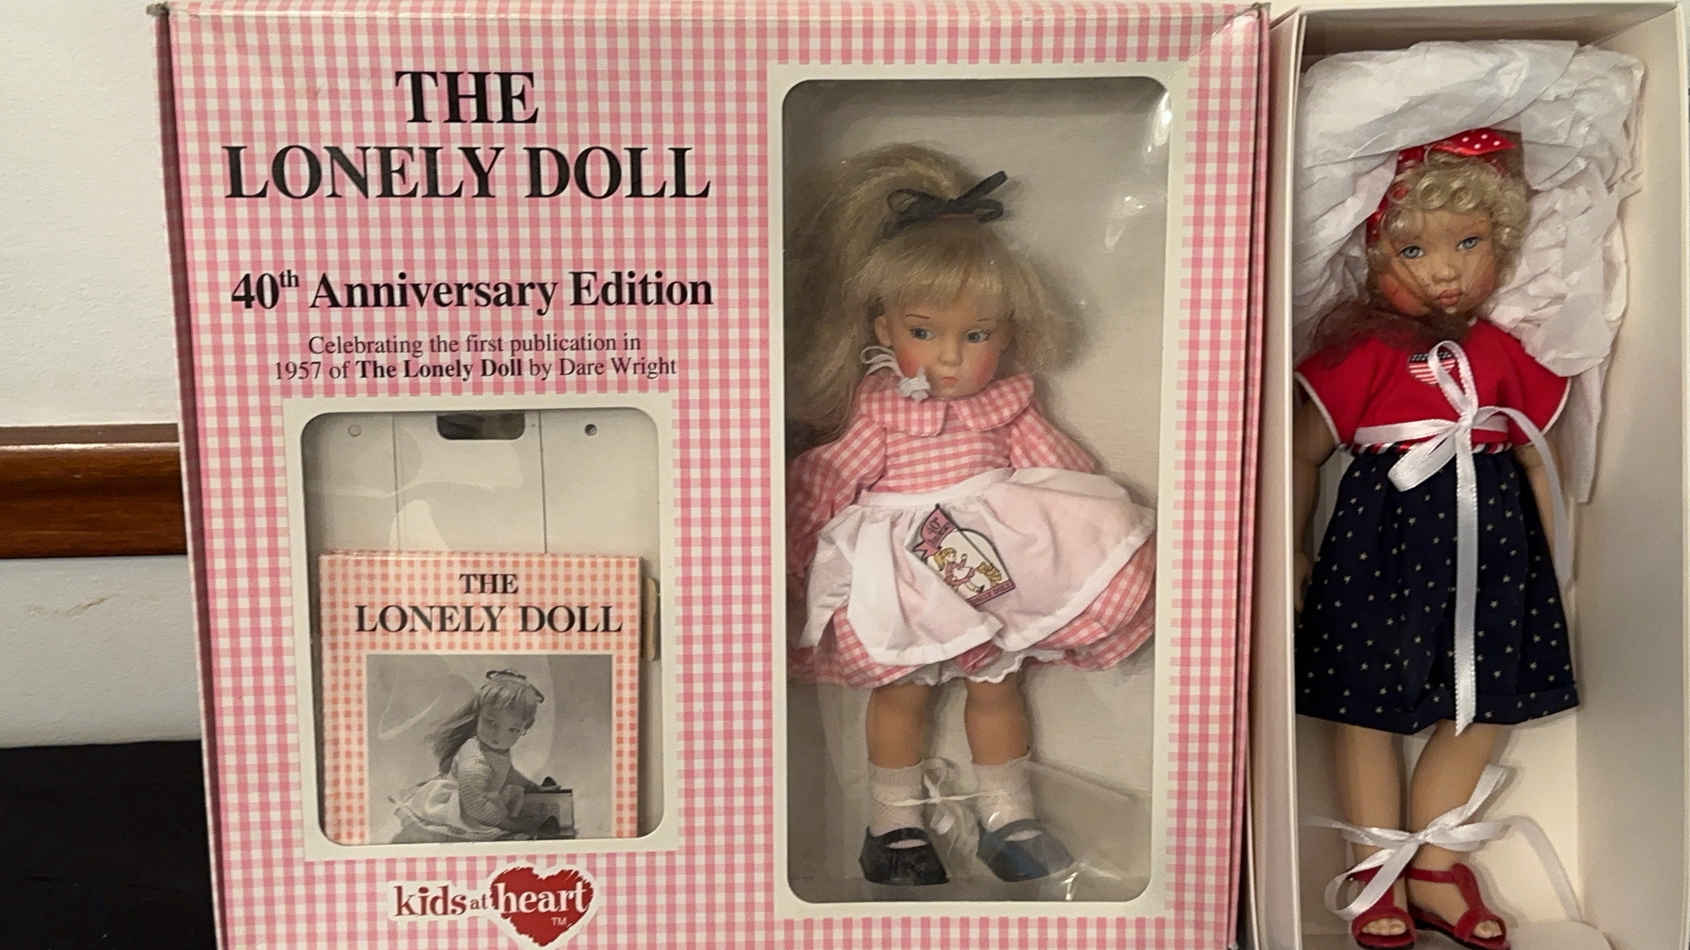 THE
LONELY DOLL
40th Anniversary Edition
Celebrating the first publication in
1957 of The Lonely Doll by Dare Wright
THE
LONELY DOLL
kids at heart
TM